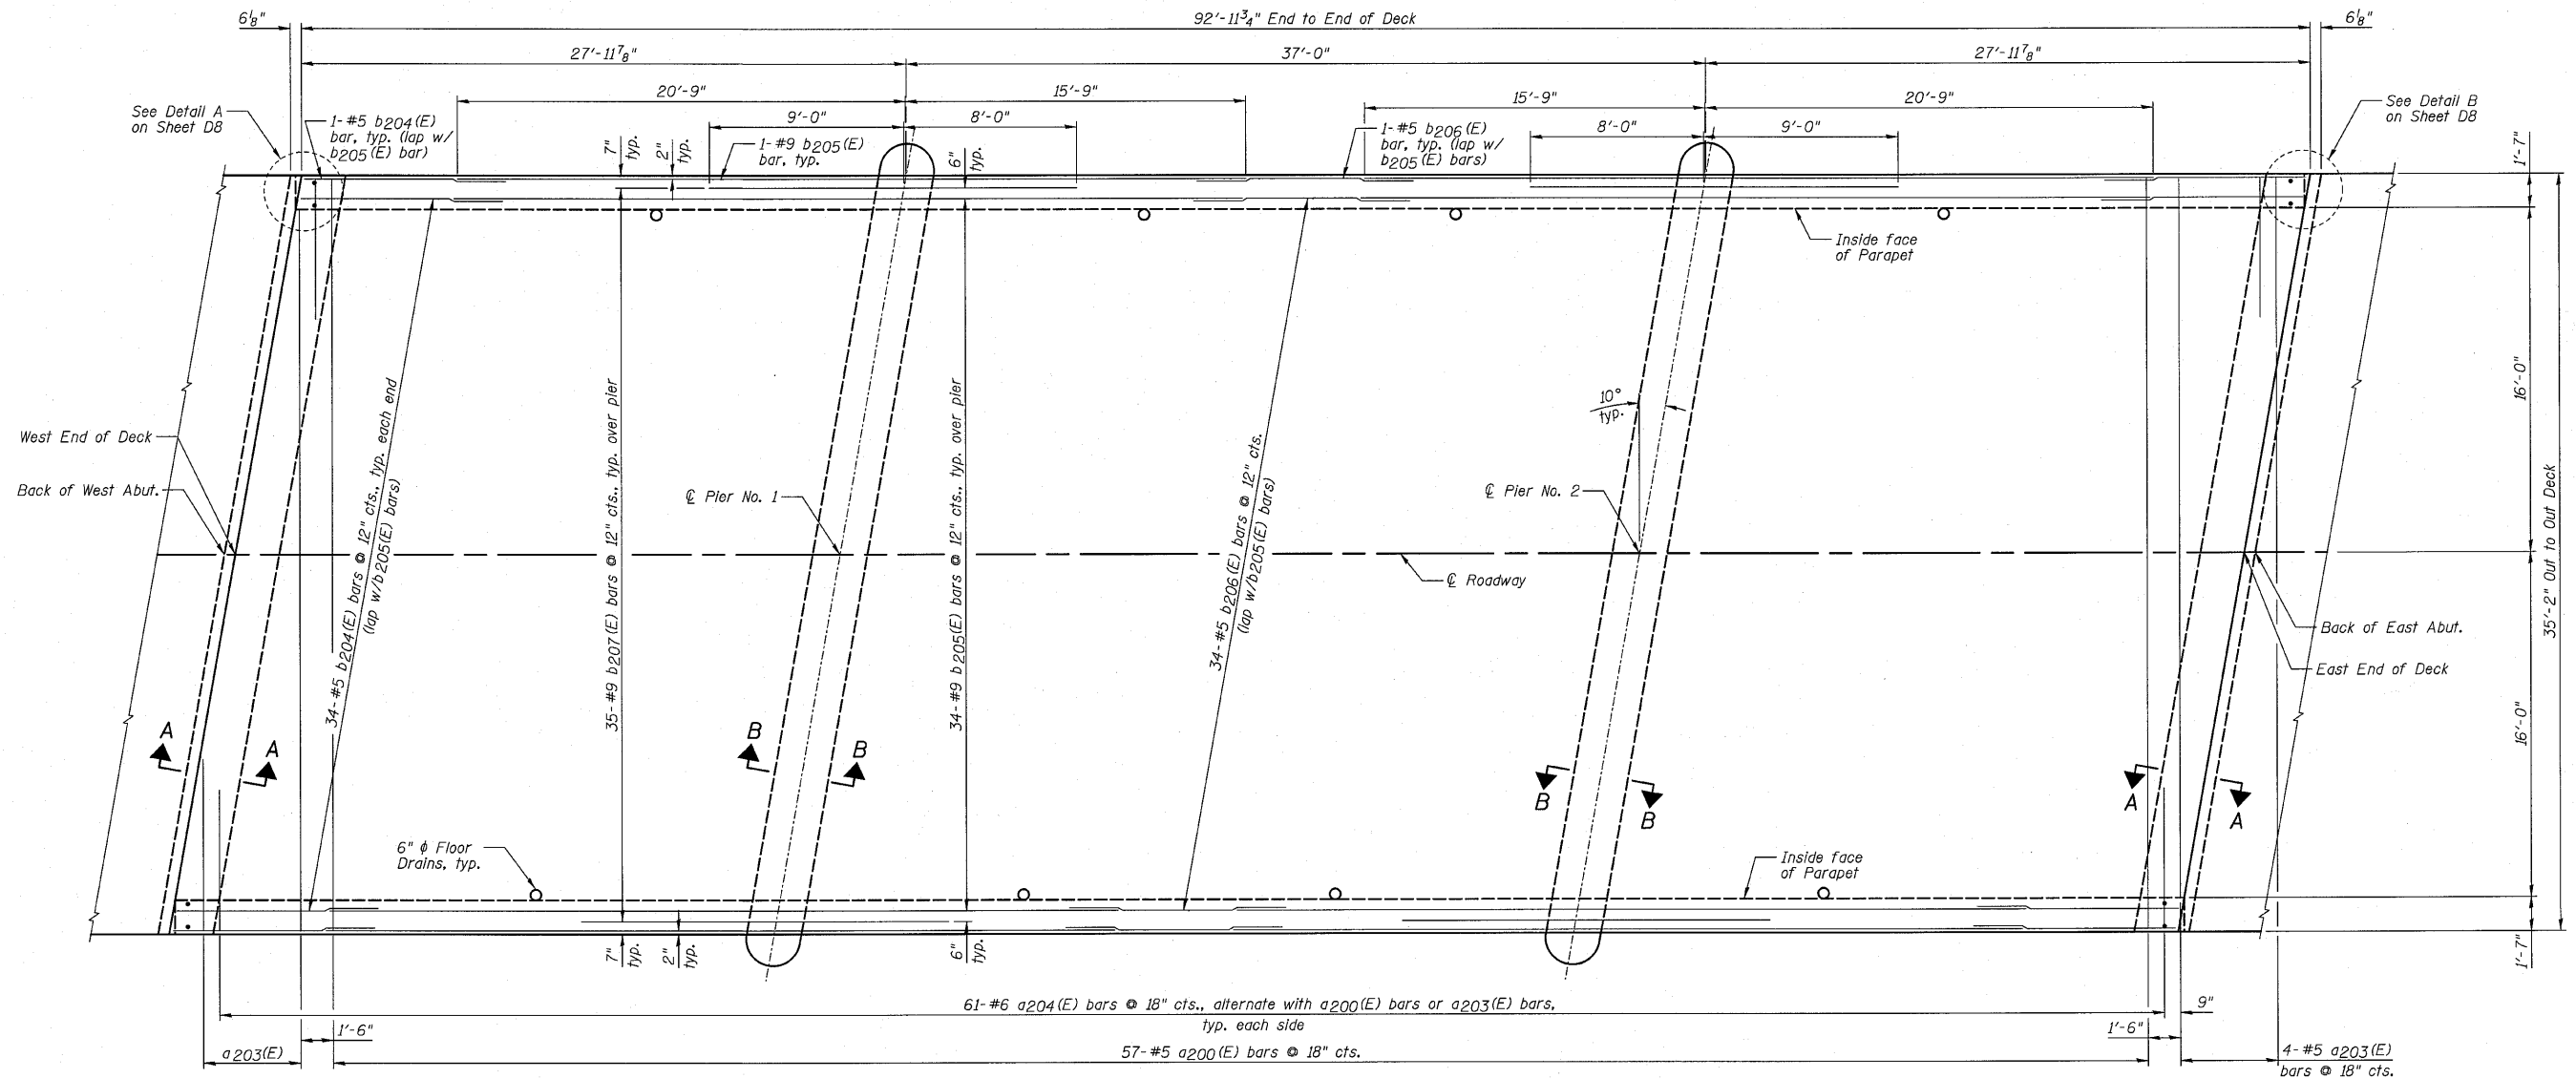 6⅛"
92'-11¾" End to End of Deck
6⅛"
27'-11⅞"
37'-0"
27'-11⅞"
20'-9"
15'-9"
15'-9"
20'-9"
9'-0"
8'-0"
8'-0"
9'-0"
See Detail A
on Sheet D8
1-#5 b204(E)
bar, typ. (lap w/
b205(E) bar)
7"
typ.
2"
typ.
1-#9 b205(E)
bar, typ.
6"
typ.
1-#5 b206(E)
bar, typ. (lap w/
b205(E) bars)
See Detail B
on Sheet D8
1'-7"
Inside face
of Parapet
16'-0"
10°
typ.
West End of Deck
Back of West Abut.
34-#5 b204(E) bars @ 12" cts., typ. each end
(lap w/b205(E) bars)
35-#9 b207(E) bars @ 12" cts., typ. over pier
℄ Pier No. 1
34-#9 b205(E) bars @ 12" cts., typ. over pier
34-#5 b206(E) bars @ 12" cts.
(lap w/b205(E) bars)
℄ Pier No. 2
℄ Roadway
35'-2" Out to Out Deck
Back of East Abut.
East End of Deck
16'-0"
A
A
B
B
B
B
A
A
6" ϕ Floor
Drains, typ.
Inside face
of Parapet
7"
typ.
2"
typ.
6"
typ.
1'-7"
61-#6 a204(E) bars @ 18" cts., alternate with a200(E) bars or a203(E) bars,
typ. each side
9"
1'-6"
1'-6"
a203(E)
57-#5 a200(E) bars @ 18" cts.
4-#5 a203(E)
bars @ 18" cts.